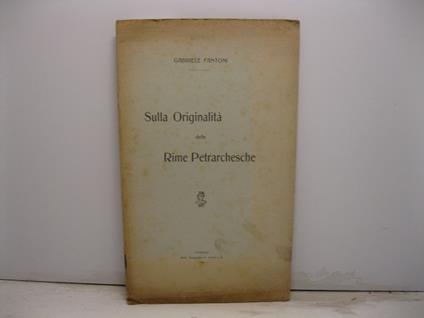 GABRIELE FANTONI
Sulla Originalità
delle
Rime Petrarchesche